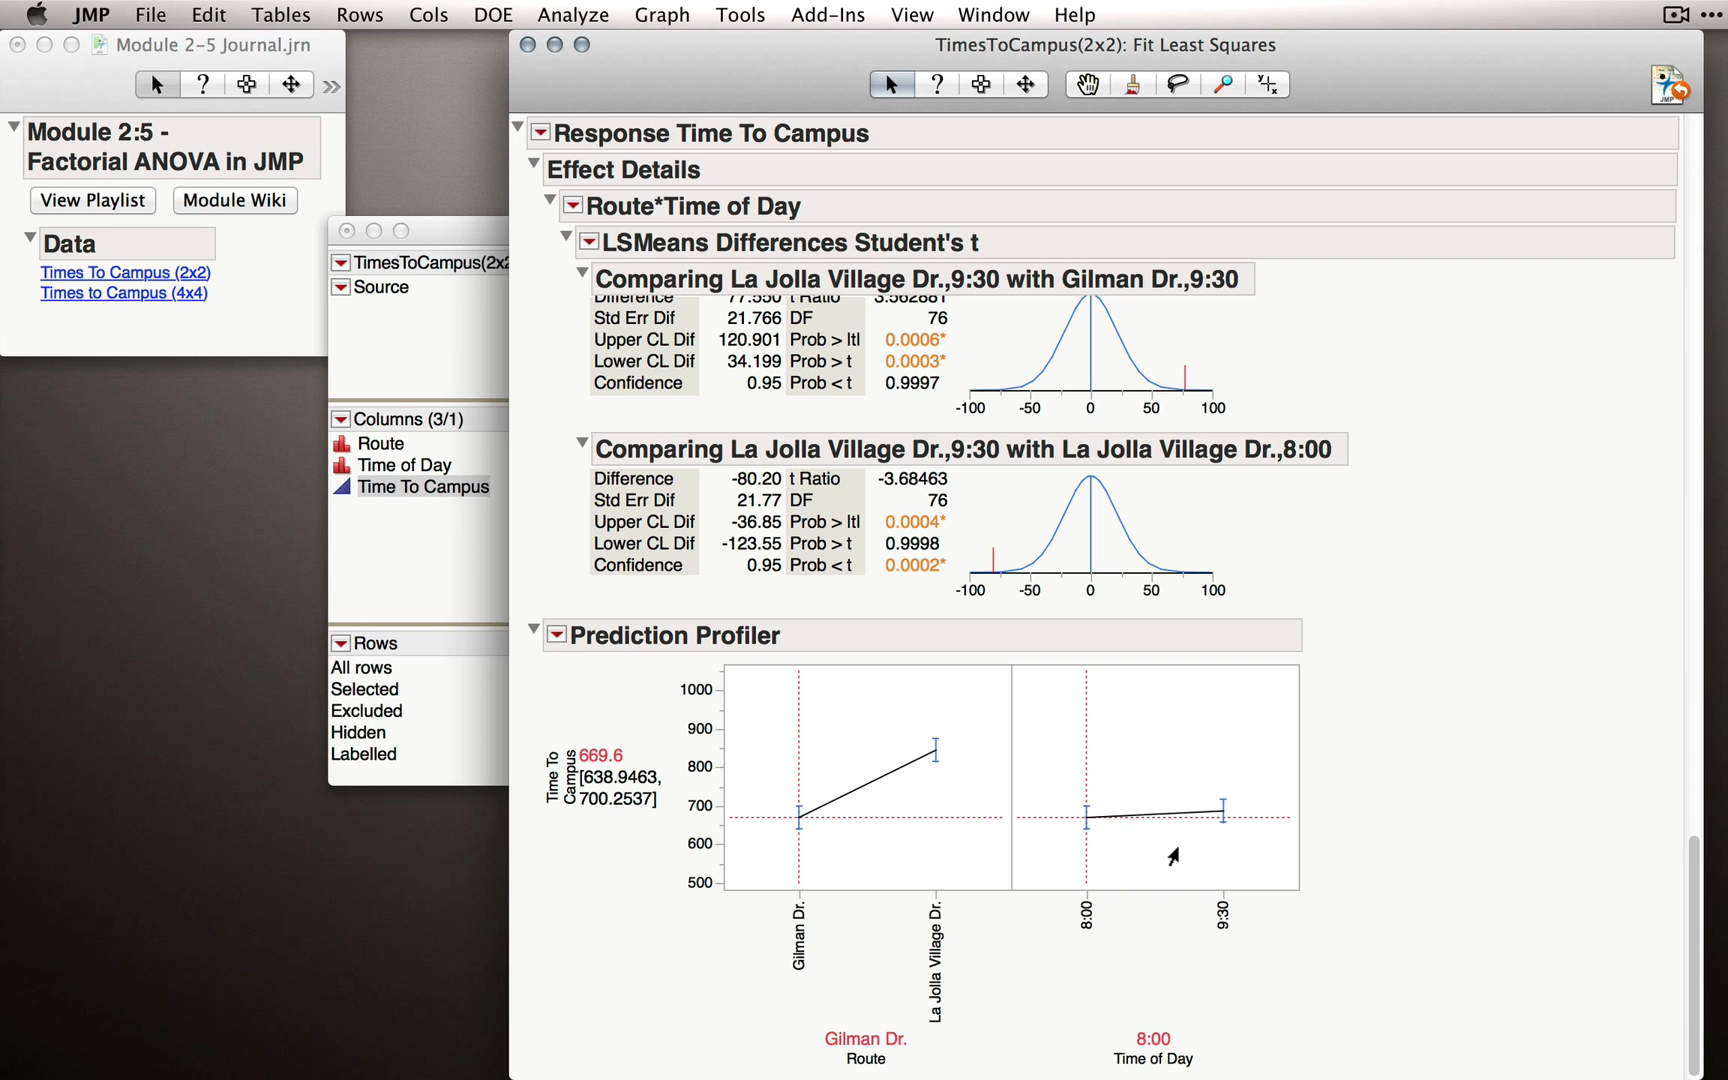 JMP File Edit Tables Rows Cols DOE Analyze Graph Tools Add-Ins View Window Help
Module 2-5 Journal.jrn
Module 2:5 -
Factorial ANOVA in JMP
View Playlist Module Wiki
Data
Times To Campus (2x2)
Times to Campus (4x4)
TimesToCampus(2x2
Source
Columns (3/1)
Route
Time of Day
Time To Campus
Rows
All rows
Selected
Excluded
Hidden
Labelled
TimesToCampus(2x2): Fit Least Squares
JMP
Response Time To Campus
Effect Details
Route*Time of Day
LSMeans Differences Student's t
Comparing La Jolla Village Dr.,9:30 with Gilman Dr.,9:30
Difference 77.550 t Ratio 3.562881
Std Err Dif 21.766 DF 76
Upper CL Dif 120.901 Prob > |t| 0.0006*
Lower CL Dif 34.199 Prob > t 0.0003*
Confidence 0.95 Prob < t 0.9997
-100 -50 0 50 100
Comparing La Jolla Village Dr.,9:30 with La Jolla Village Dr.,8:00
Difference -80.20 t Ratio -3.68463
Std Err Dif 21.77 DF 76
Upper CL Dif -36.85 Prob > |t| 0.0004*
Lower CL Dif -123.55 Prob > t 0.9998
Confidence 0.95 Prob < t 0.0002*
-100 -50 0 50 100
Prediction Profiler
Time To
Campus
669.6
[638.9463,
700.2537]
1000
900
800
700
600
500
Gilman Dr.
La Jolla Village Dr.
8:00
9:30
Gilman Dr.
Route
8:00
Time of Day